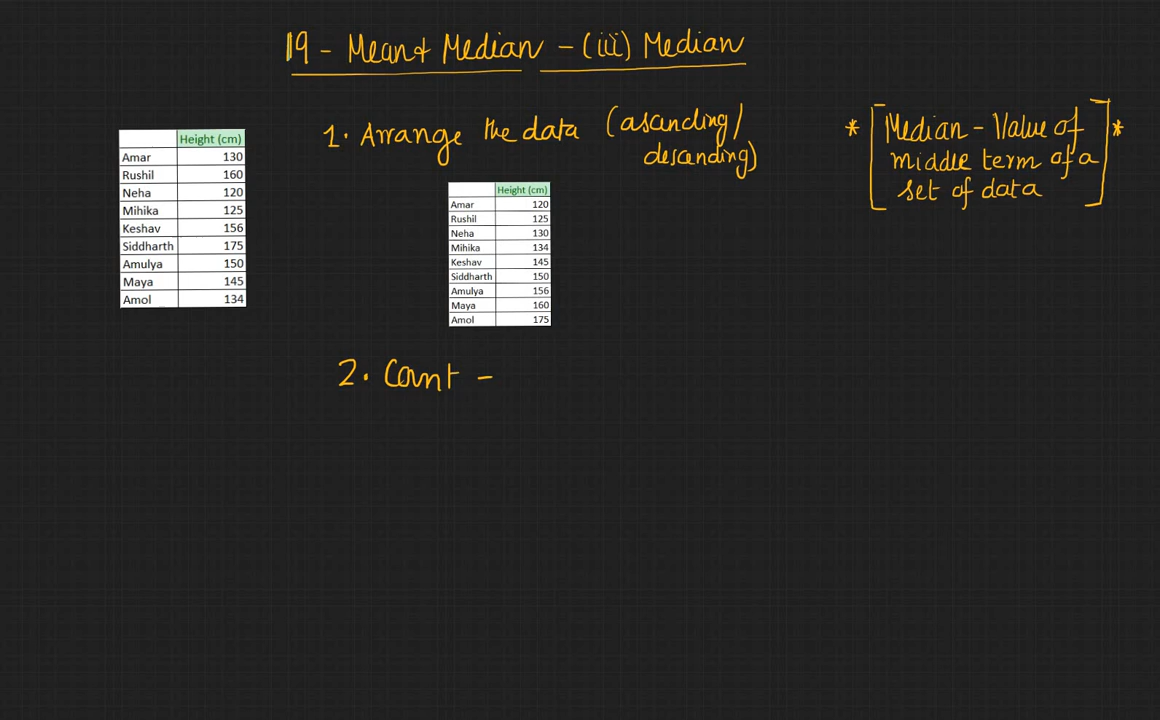 19 - Mean & Median - (iii) Median
Height (cm)
Amar 130
Rushil 160
Neha 120
Mihika 125
Keshav 156
Siddharth 175
Amulya 150
Maya 145
Amol 134
1. Arrange the data (ascanding/
descanding)
Height (cm)
Amar 120
Rushil 125
Neha 130
Mihika 134
Keshav 145
Siddharth 150
Amulya 156
Maya 160
Amol 175
2. Count -
* [Median - Value of
middle term of a
set of data] *